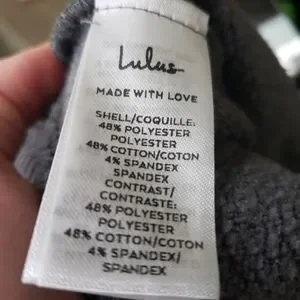 Lulus
MADE WITH LOVE
SHELL/COQUILLE:
48% POLYESTER
POLYESTER
48% COTTON/COTON
4% SPANDEX
SPANDEX
CONTRAST/
CONTRASTE:
48% POLYESTER
POLYESTER
48% COTTON/COTON
4% SPANDEX/
SPANDEX